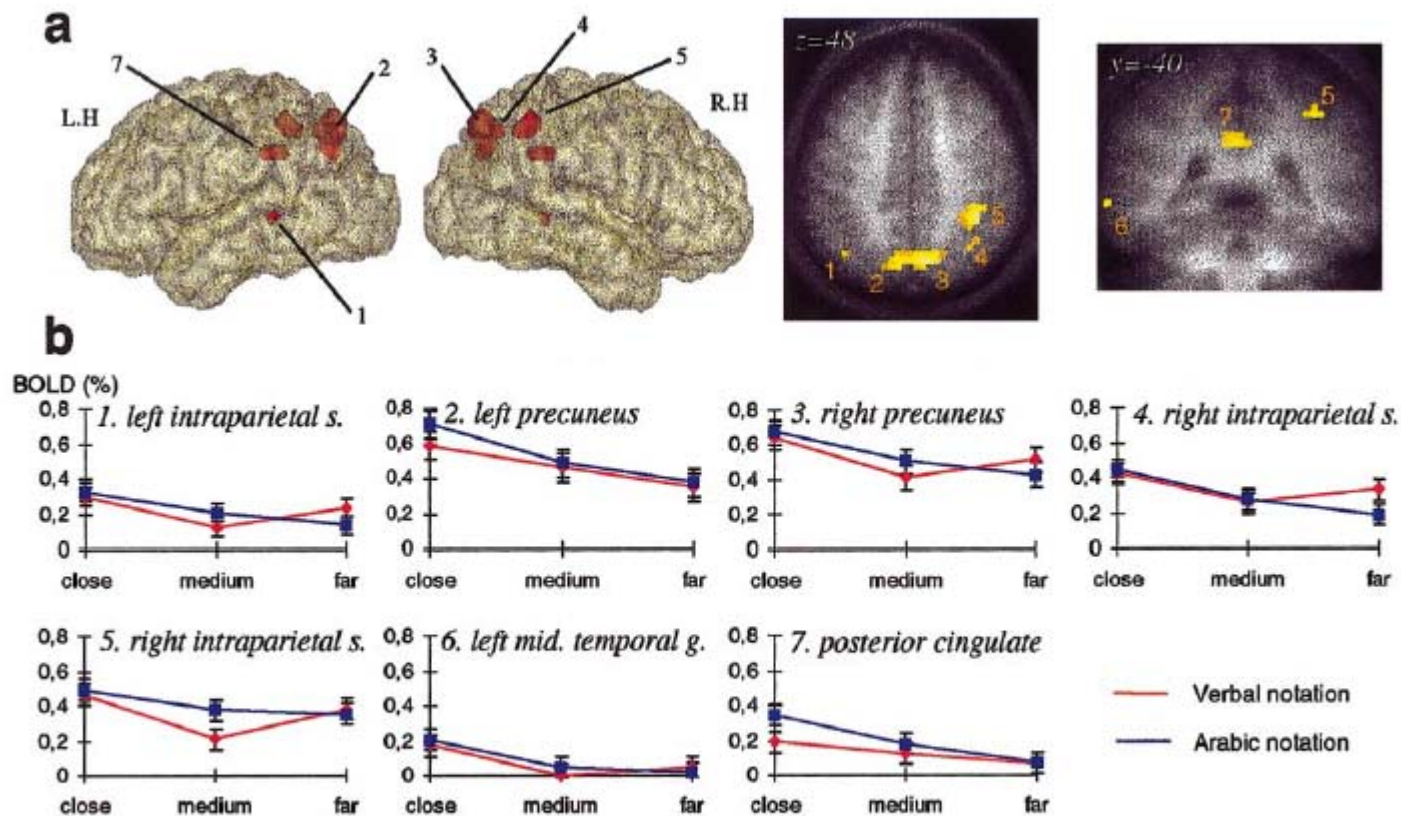 a
4
3
5
7
2
L.H
R.H
1
z=48
5
4
1
2
3
y=-40
5
7
6
b
BOLD (%)
1. left intraparietal s.
0,8
0,6
0,4
0,2
0
close medium far
2. left precuneus
0,8
0,6
0,4
0,2
0
close medium far
3. right precuneus
0,8
0,6
0,4
0,2
0
close medium far
4. right intraparietal s.
0,8
0,6
0,4
0,2
0
close medium far
5. right intraparietal s.
0,8
0,6
0,4
0,2
0
close medium far
6. left mid. temporal g.
0,8
0,6
0,4
0,2
0
close medium far
7. posterior cingulate
0,8
0,6
0,4
0,2
0
close medium far
Verbal notation
Arabic notation